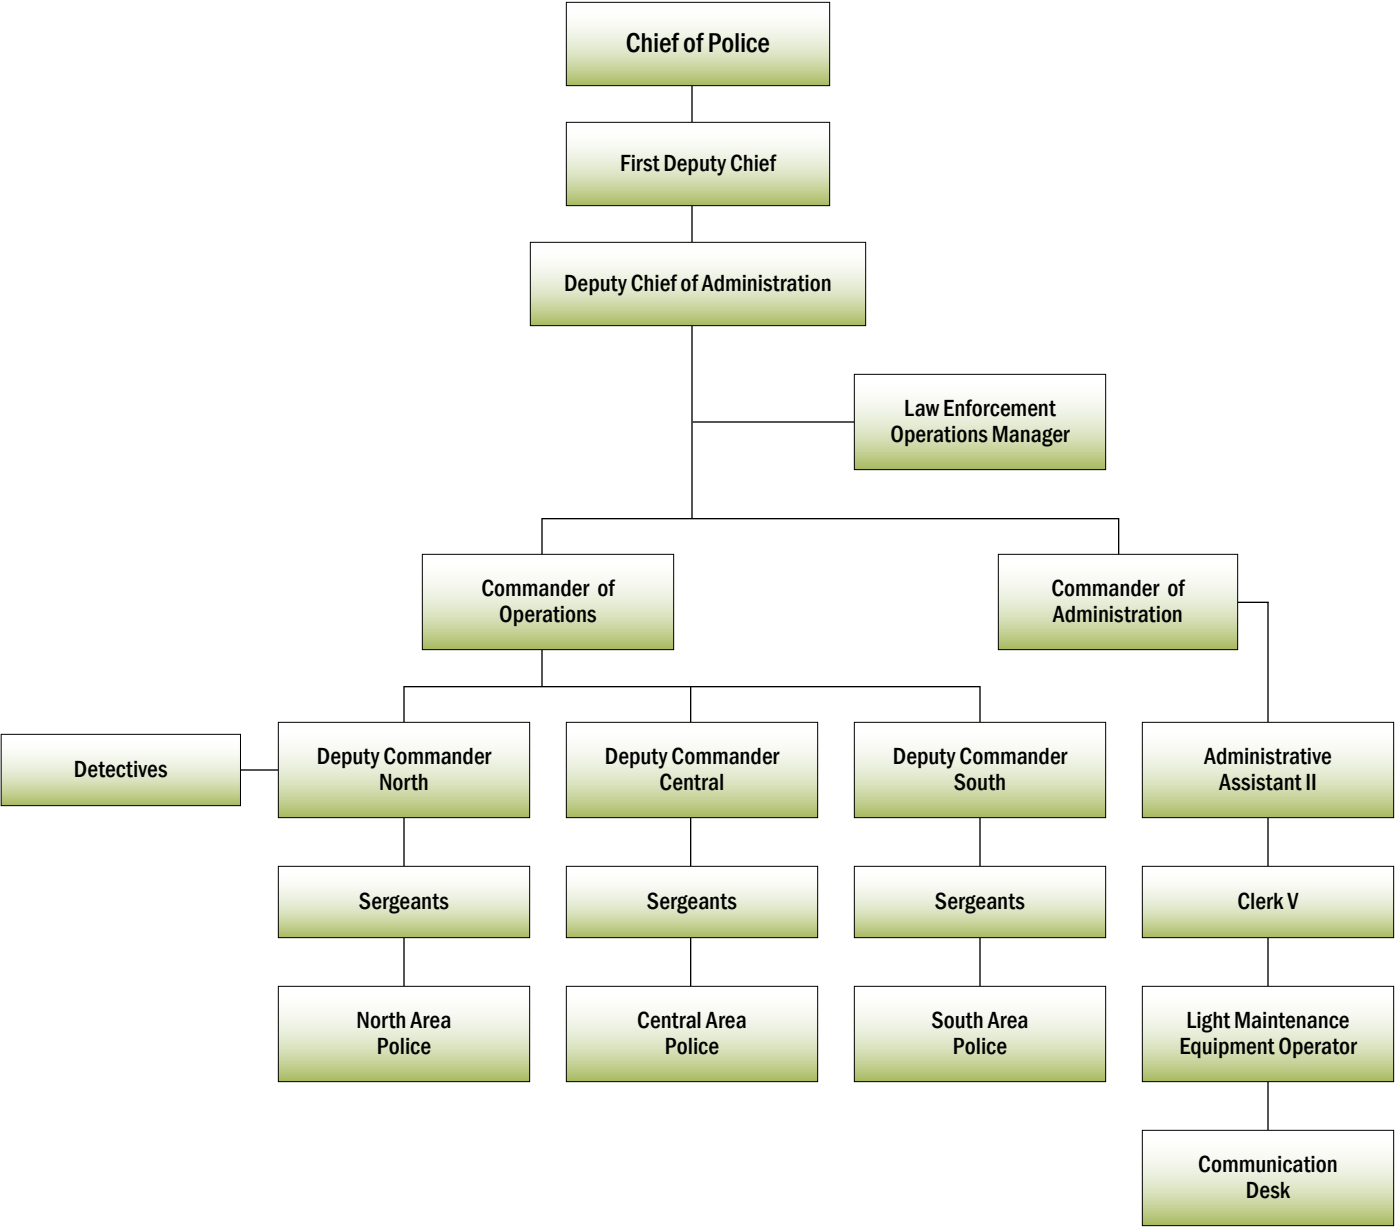 Chief of Police
First Deputy Chief
Deputy Chief of Administration
Law Enforcement
Operations Manager
Commander of
Operations
Commander of
Administration
Detectives
Deputy Commander
North
Deputy Commander
Central
Deputy Commander
South
Administrative
Assistant II
Sergeants
Sergeants
Sergeants
Clerk V
North Area
Police
Central Area
Police
South Area
Police
Light Maintenance
Equipment Operator
Communication
Desk